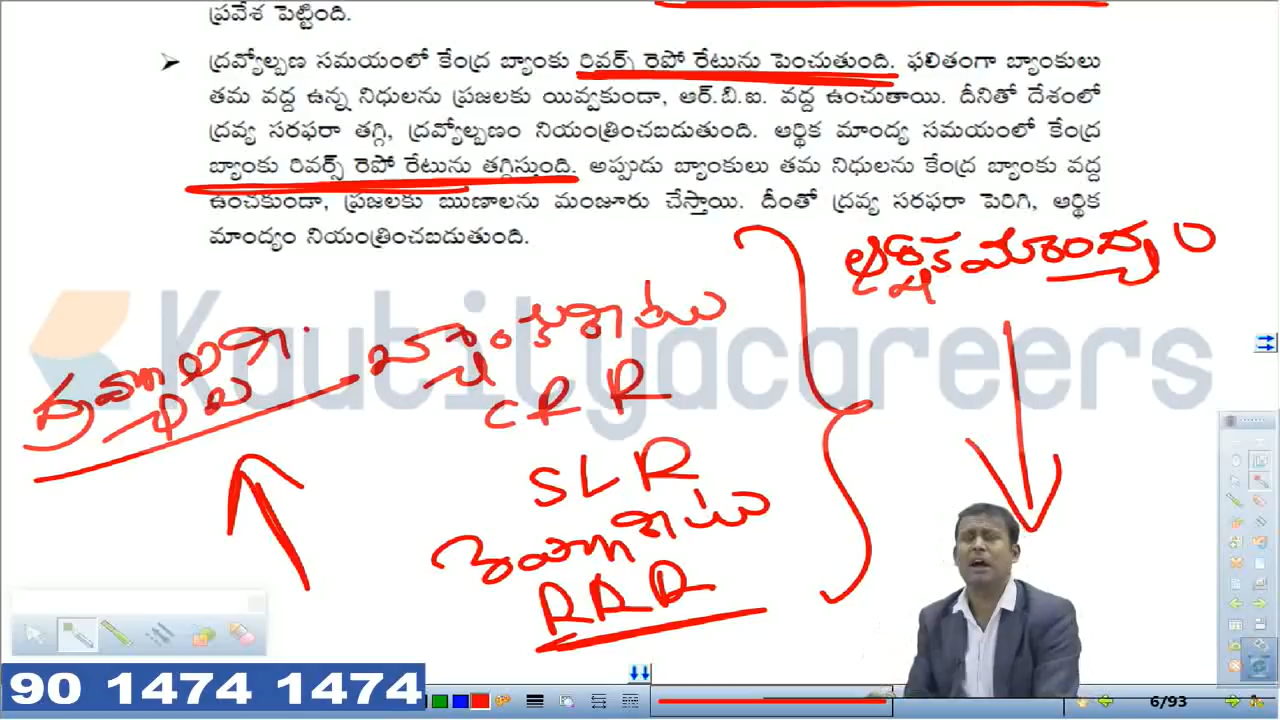 ప్రవేశ పెట్టింది.
➤ ద్రవ్యోల్బణ సమయంలో కేంద్ర బ్యాంకు రివర్స్ రెపో రేటును పెంచుతుంది. ఫలితంగా బ్యాంకులు
తమ వద్ద ఉన్న నిధులను ప్రజలకు యివ్వకుండా, ఆర్.బి.ఐ. వద్ద ఉంచుతాయి. దీనితో దేశంలో
ద్రవ్య సరఫరా తగ్గి, ద్రవ్యోల్బణం నియంత్రించబడుతుంది. ఆర్థిక మాంద్య సమయంలో కేంద్ర
బ్యాంకు రివర్స్ రెపో రేటును తగ్గిస్తుంది. అప్పుడు బ్యాంకులు తమ నిధులను కేంద్ర బ్యాంకు వద్ద
ఉంచకుండా, ప్రజలకు ఋణాలను మంజూరు చేస్తాయి. దీంతో ద్రవ్య సరఫరా పెరిగి, ఆర్థిక
మాంద్యం నియంత్రించబడుతుంది.
ఆర్థిక మాంద్యం
Kautilyacareers
బ్యాంకు రేటు
CRR
SLR
రెపో రేటు
RRR
90 1474 1474
6/93